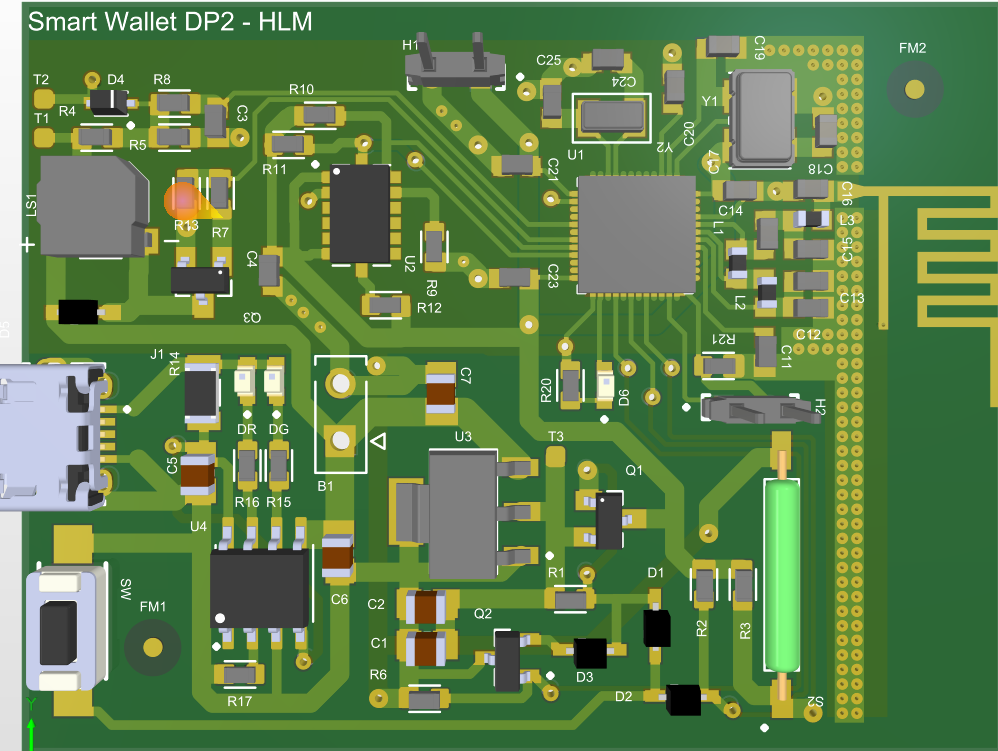 Smart Wallet DP2 - HLM
H1
C19
FM2
C25
C24
T2
D4
R8
R10
R4
C3
Y1
T1
R5
C20
U1
Y2
R11
C17
C18
C21
LS1
C14
C16
R13
R7
L1
L3
+
−
U2
C4
C15
R9
C23
L2
C13
R12
Q3
D5
R21
C12
J1
R14
C11
C7
R20
D6
H2
DR
DG
U3
T3
C5
Q1
R16
R15
B1
U4
SW
R1
D1
FM1
C6
C2
Q2
R2
R3
C1
R6
D3
R17
D2
S2
Y